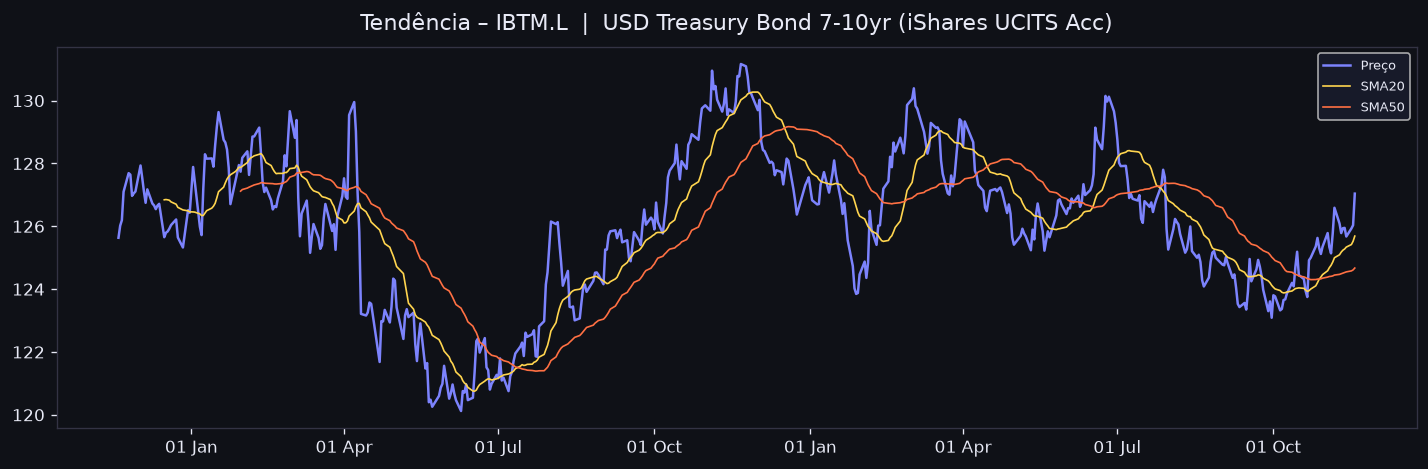 Tendência – IBTM.L | USD Treasury Bond 7-10yr (iShares UCITS Acc)
Preço
SMA20
SMA50
130
128
126
124
122
120
01 Jan
01 Apr
01 Jul
01 Oct
01 Jan
01 Apr
01 Jul
01 Oct